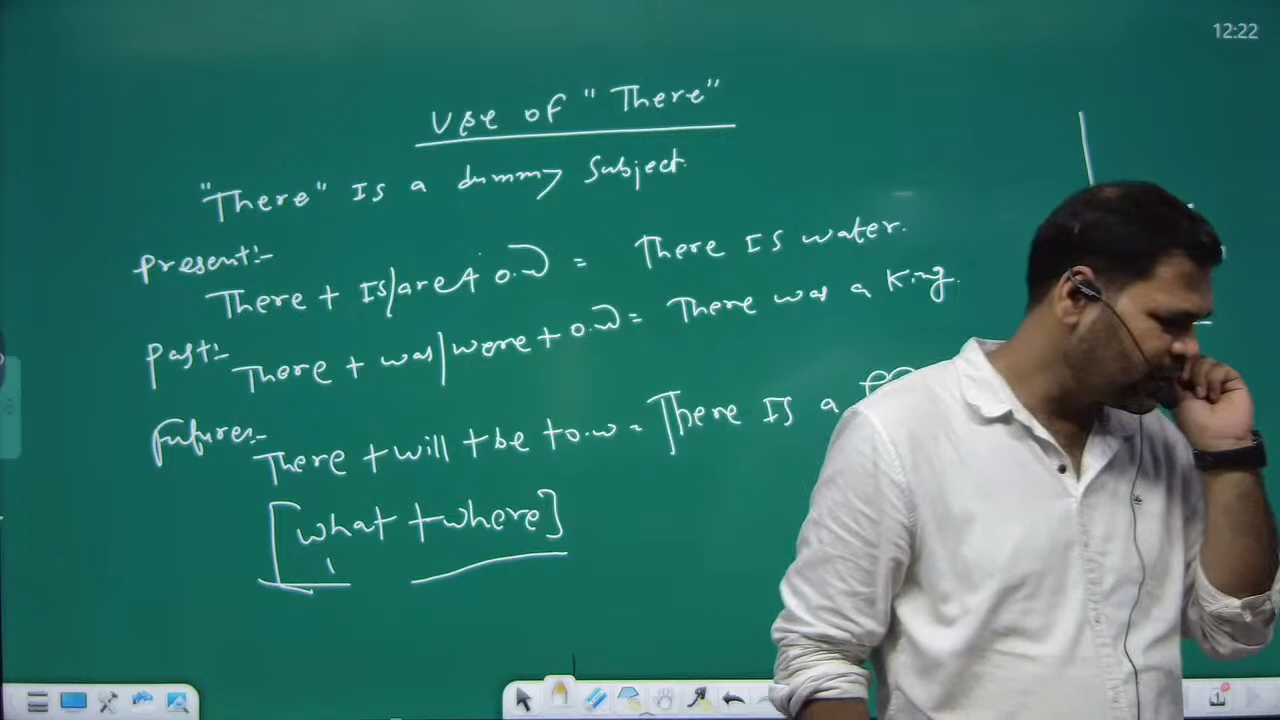 12:22
Use of "There"
"There" Is a dummy Subject.
Present:-
There + Is/are + o.w = There Is water.
Past:-
There + was/were + o.w = There was a King.
Future:-
There + will + be + o.w = There Is a
[what + where]